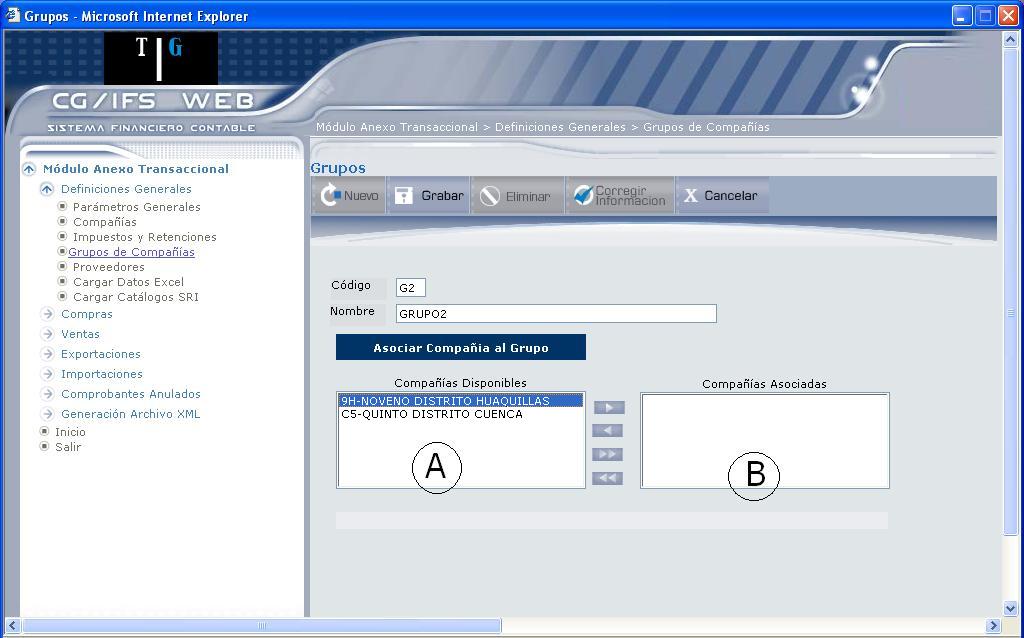 Grupos - Microsoft Internet Explorer
T G
CG/IFS WEB
SISTEMA FINANCIERO CONTABLE
Módulo Anexo Transaccional > Definiciones Generales > Grupos de Compañías
Módulo Anexo Transaccional
Definiciones Generales
Parámetros Generales
Compañías
Impuestos y Retenciones
Grupos de Compañías
Proveedores
Cargar Datos Excel
Cargar Catálogos SRI
Compras
Ventas
Exportaciones
Importaciones
Comprobantes Anulados
Generación Archivo XML
Inicio
Salir
Grupos
Nuevo
Grabar
Eliminar
Corregir
Informacion
X Cancelar
Código
G2
Nombre
GRUPO2
Asociar Compañia al Grupo
Compañías Disponibles
9H-NOVENO DISTRITO HUAQUILLAS
C5-QUINTO DISTRITO CUENCA
A
Compañías Asociadas
B